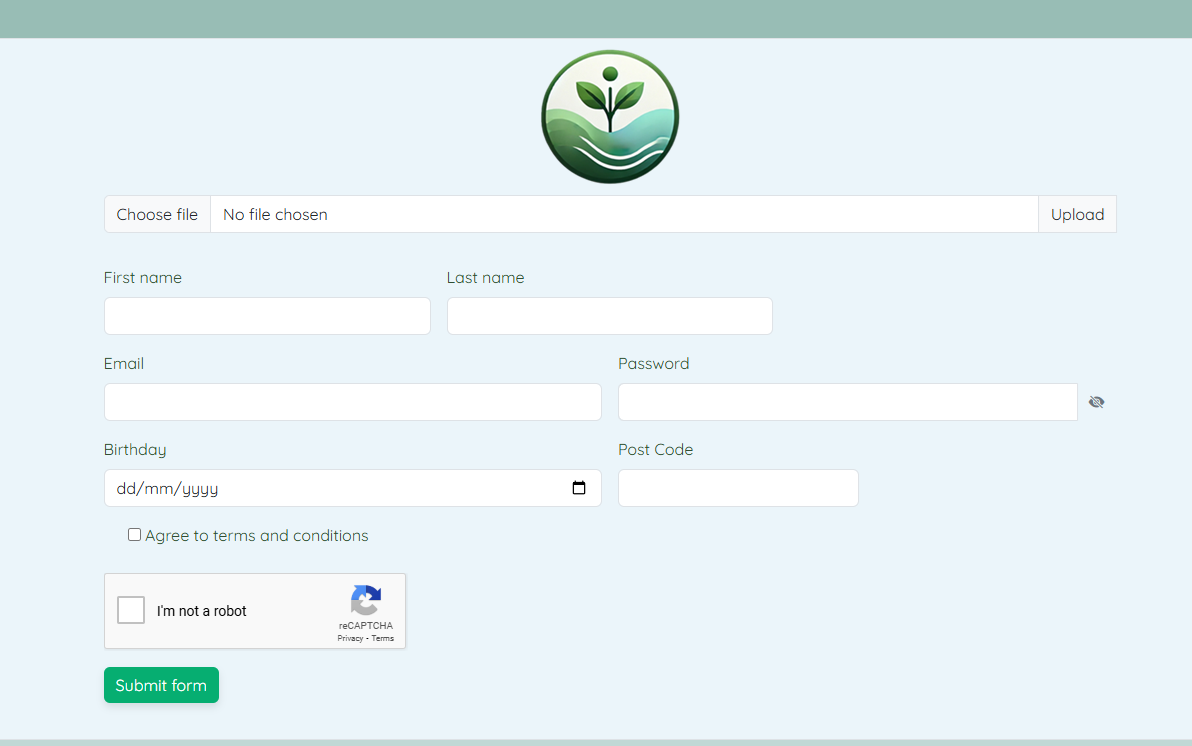 Choose file No file chosen Upload
First name Last name
Email Password
Birthday Post Code
dd/mm/yyyy
Agree to terms and conditions
I'm not a robot
reCAPTCHA
Privacy - Terms
Submit form